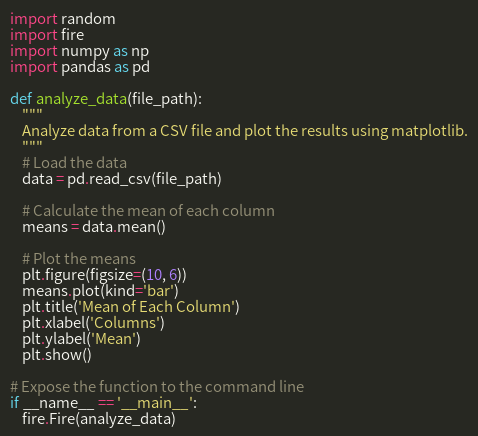 import random
import fire
import numpy as np
import pandas as pd

def analyze_data(file_path):
    """
    Analyze data from a CSV file and plot the results using matplotlib.
    """
    # Load the data
    data = pd.read_csv(file_path)

    # Calculate the mean of each column
    means = data.mean()

    # Plot the means
    plt.figure(figsize=(10, 6))
    means.plot(kind='bar')
    plt.title('Mean of Each Column')
    plt.xlabel('Columns')
    plt.ylabel('Mean')
    plt.show()

# Expose the function to the command line
if __name__ == '__main__':
    fire.Fire(analyze_data)